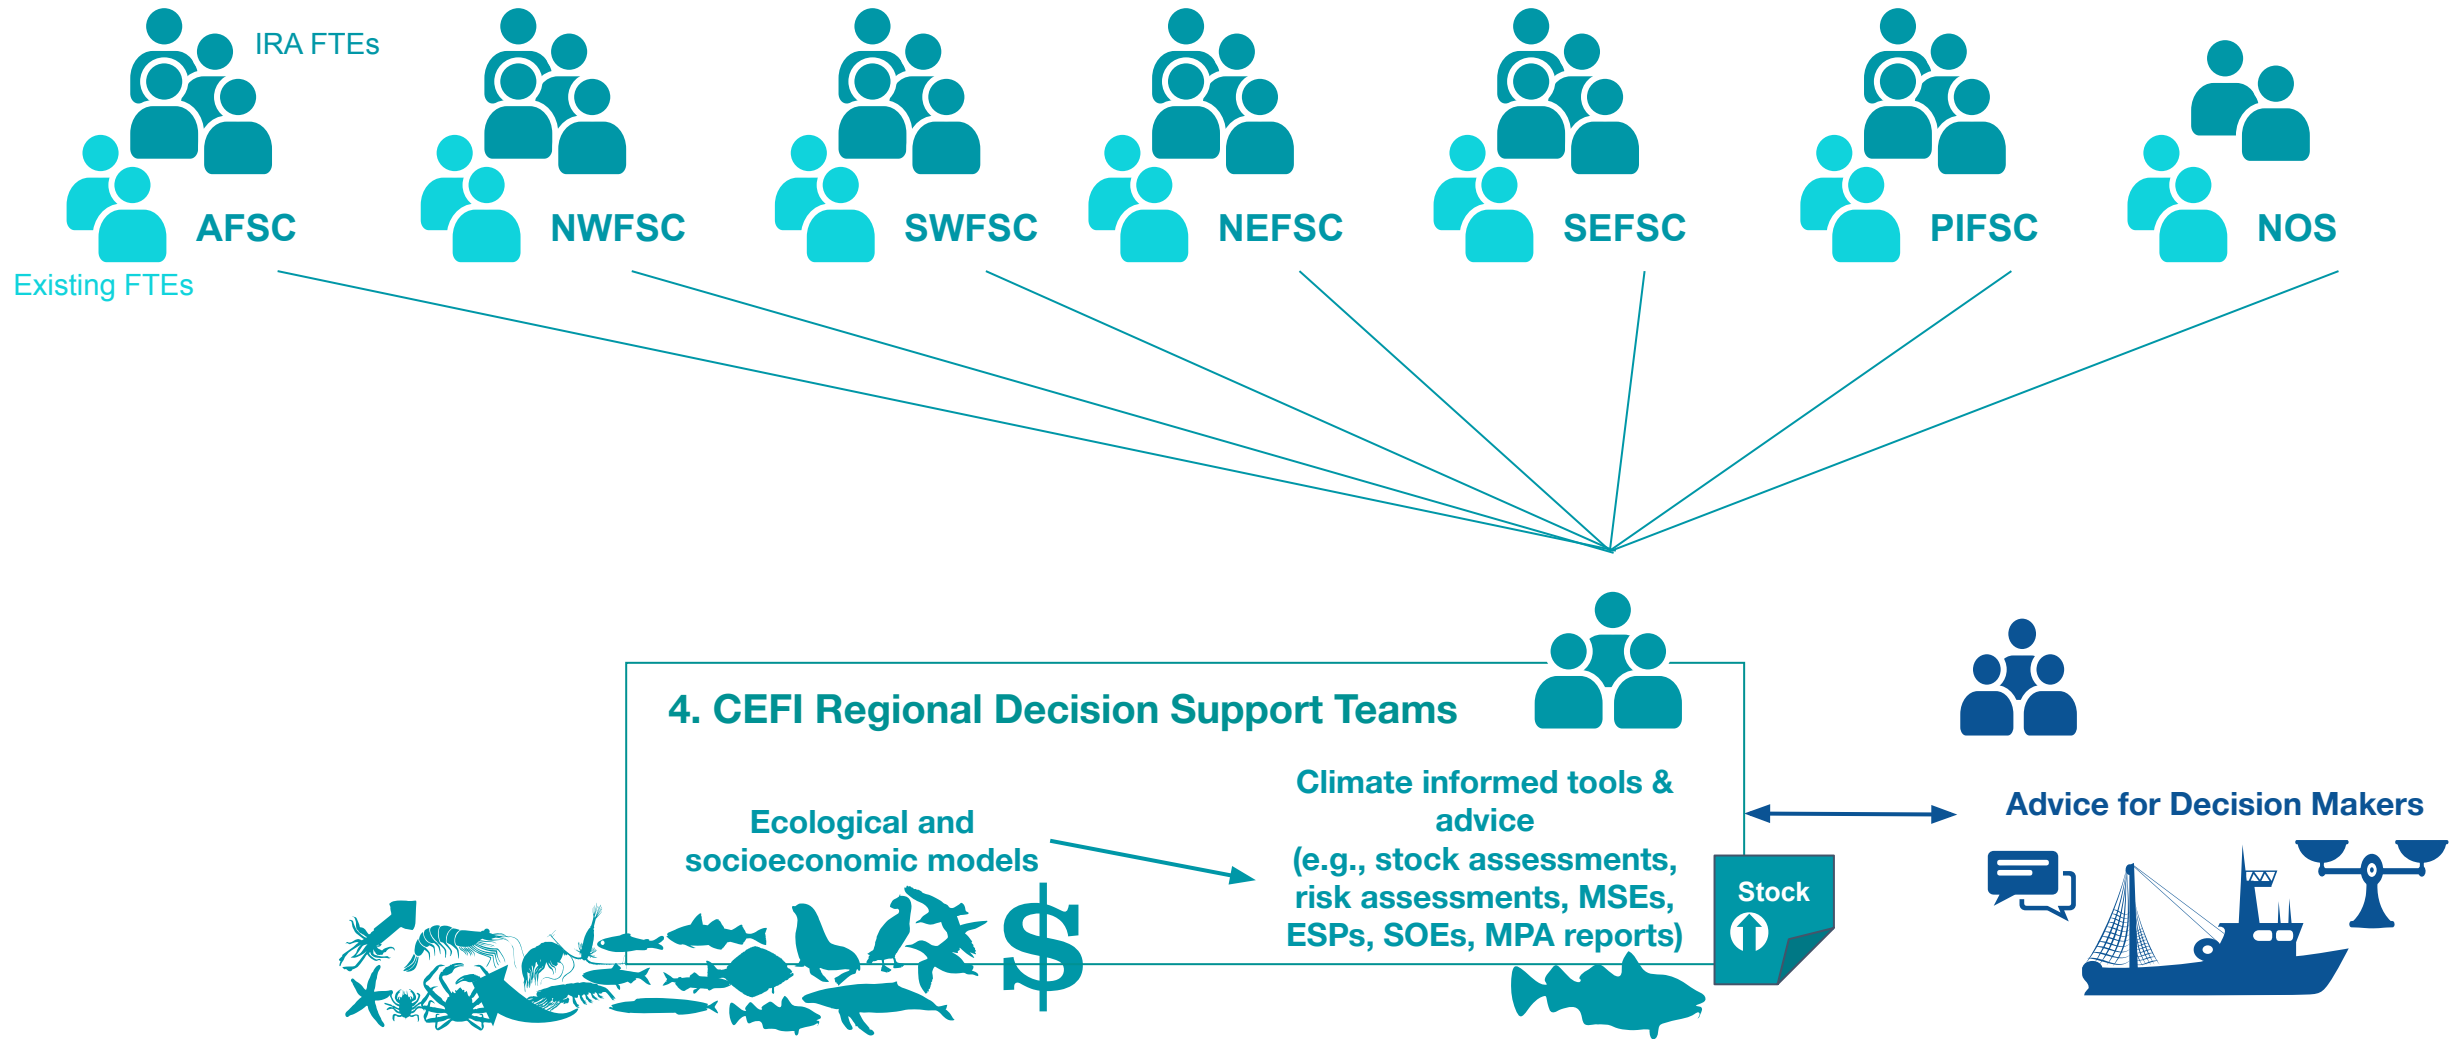 IRA FTEs
AFSC
NWFSC
SWFSC
NEFSC
SEFSC
PIFSC
NOS
Existing FTEs
4. CEFI Regional Decision Support Teams
Ecological and
socioeconomic models
Climate informed tools &
advice
(e.g., stock assessments,
risk assessments, MSEs,
ESPs, SOEs, MPA reports)
Stock
$
Advice for Decision Makers